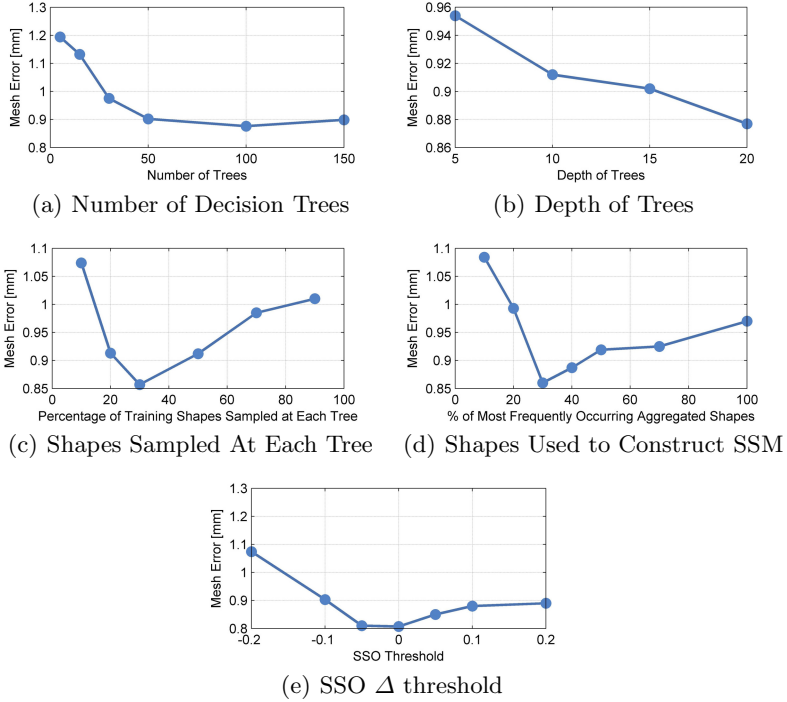 1.3
1.2
1.1
1
0.9
0.8
0 50 100 150
Mesh Error [mm]
Number of Trees
(a) Number of Decision Trees
0.96
0.94
0.92
0.9
0.88
0.86
5 10 15 20
Mesh Error [mm]
Depth of Trees
(b) Depth of Trees
1.1
1.05
1
0.95
0.9
0.85
0 20 40 60 80 100
Mesh Error [mm]
Percentage of Training Shapes Sampled at Each Tree
(c) Shapes Sampled At Each Tree
1.1
1.05
1
0.95
0.9
0.85
0 20 40 60 80 100
Mesh Error [mm]
% of Most Frequently Occurring Aggregated Shapes
(d) Shapes Used to Construct SSM
1.3
1.2
1.1
1
0.9
0.8
-0.2 -0.1 0 0.1 0.2
Mesh Error [mm]
SSO Threshold
(e) SSO Δ threshold